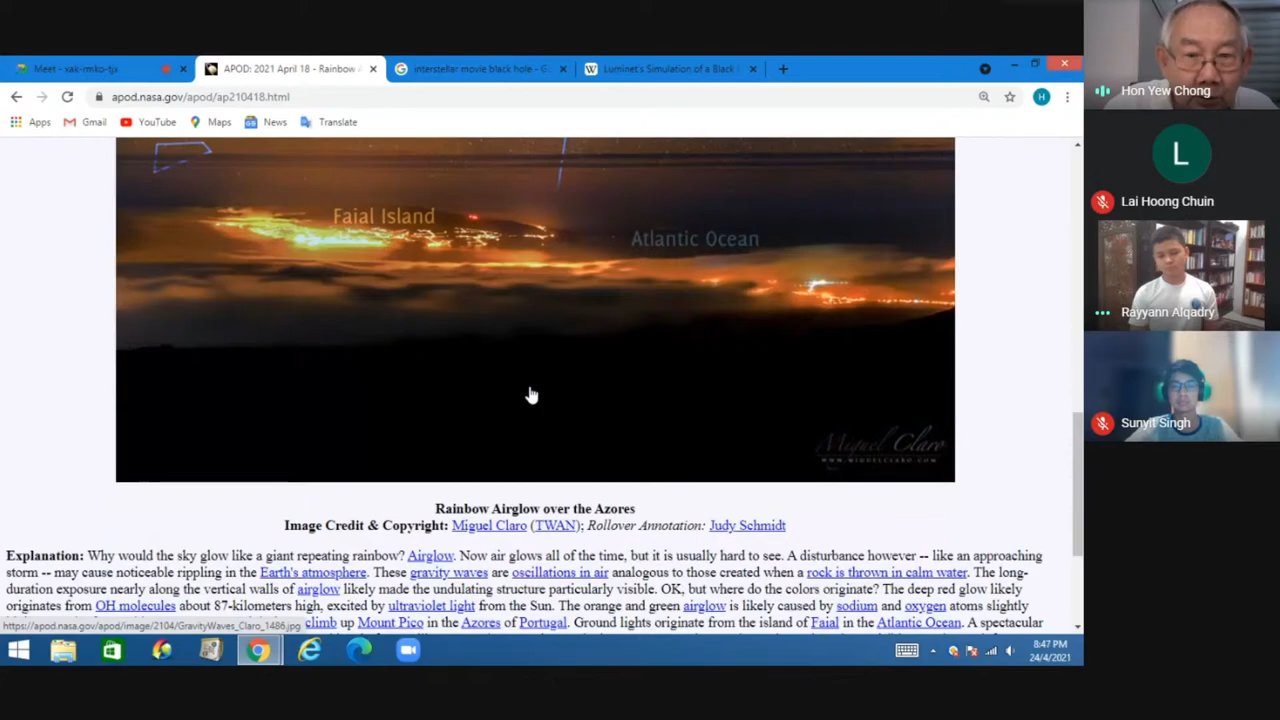 Meet - xak-rmko-tjx
APOD: 2021 April 18 - Rainbow A
interstellar movie black hole - G
Luminet's Simulation of a Black
apod.nasa.gov/apod/ap210418.html
H
Apps
Gmail
YouTube
Maps
News
Translate
Faial Island
Atlantic Ocean
Miguel Claro
WWW.MIGUELCLARO.COM
Rainbow Airglow over the Azores
Image Credit & Copyright: Miguel Claro (TWAN); Rollover Annotation: Judy Schmidt
Explanation: Why would the sky glow like a giant repeating rainbow? Airglow. Now air glows all of the time, but it is usually hard to see. A disturbance however -- like an approaching
storm -- may cause noticeable rippling in the Earth's atmosphere. These gravity waves are oscillations in air analogous to those created when a rock is thrown in calm water. The long-
duration exposure nearly along the vertical walls of airglow likely made the undulating structure particularly visible. OK, but where do the colors originate? The deep red glow likely
originates from OH molecules about 87-kilometers high, excited by ultraviolet light from the Sun. The orange and green airglow is likely caused by sodium and oxygen atoms slightly
https://apod.nasa.gov/apod/image/2104/GravityWaves_Claro_1486.jpg
climb up Mount Pico in the Azores of Portugal. Ground lights originate from the island of Faial in the Atlantic Ocean. A spectacular
8:47 PM
24/4/2021
Hon Yew Chong
L
Lai Hoong Chuin
Rayyann Alqadry
Sunyit Singh